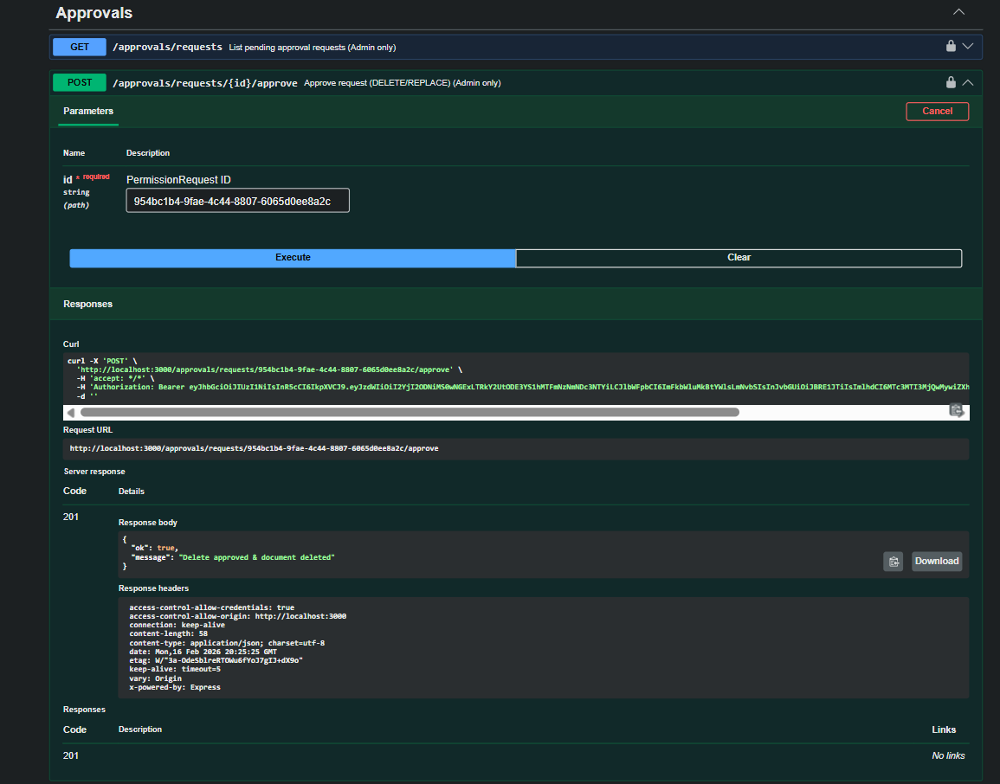 Approvals
GET /approvals/requests List pending approval requests (Admin only)
POST /approvals/requests/{id}/approve Approve request (DELETE/REPLACE) (Admin only)
Parameters
Cancel
Name Description
id * required
string
(path)
PermissionRequest ID
954bc1b4-9fae-4c44-8807-6065d0ee8a2c
Execute Clear
Responses
Curl
curl -X 'POST' \
'http://localhost:3000/approvals/requests/954bc1b4-9fae-4c44-8807-6065d0ee8a2c/approve' \
-H 'accept: */*' \
-H 'Authorization: Bearer
-d ''
Request URL
http://localhost:3000/approvals/requests/954bc1b4-9fae-4c44-8807-6065d0ee8a2c/approve
Server response
Code Details
201
Response body
{
"ok": true,
"message": "Delete approved & document deleted"
}
Download
Response headers
access-control-allow-credentials: true
access-control-allow-origin: http://localhost:3000
connection: keep-alive
content-length: 58
content-type: application/json; charset=utf-8
date: Mon,16 Feb 2026 20:25:25 GMT
etag: W/"3a-OdeSblreRTOWu6fYoJ7gIJ+dX9o"
keep-alive: timeout=5
vary: Origin
x-powered-by: Express
Responses
Code Description Links
201 No links